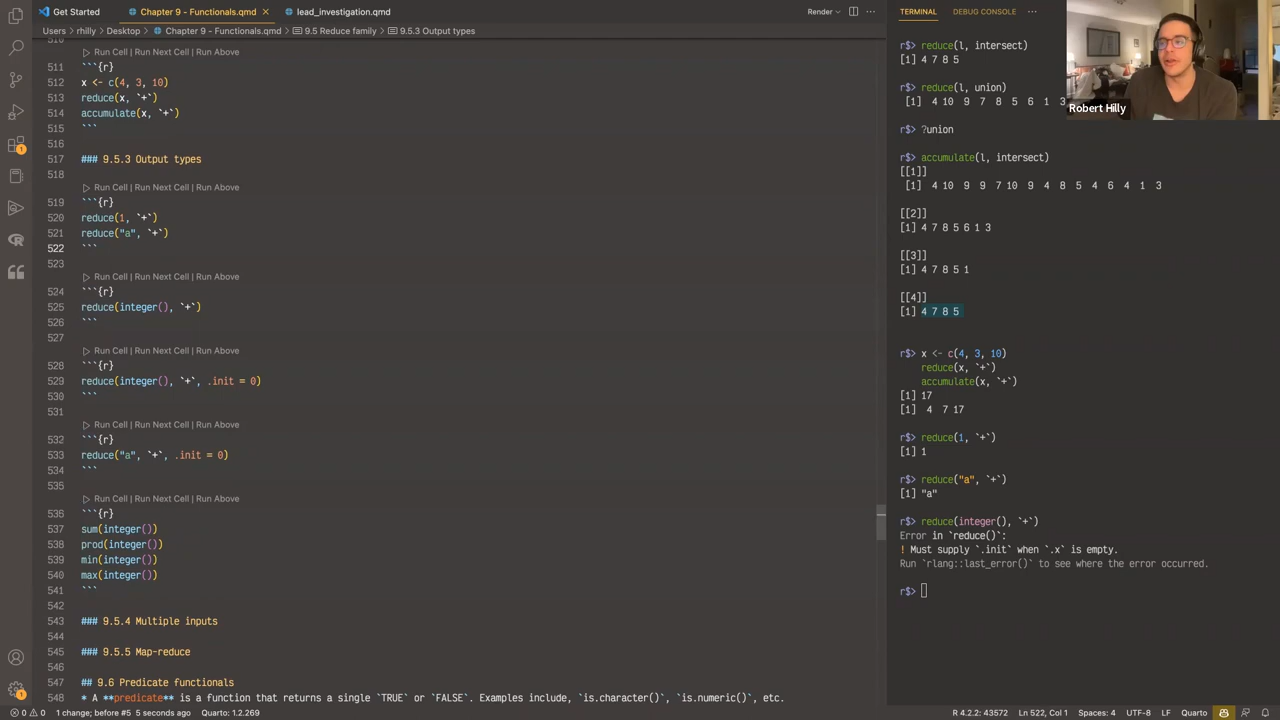 Get Started
Chapter 9 - Functionals.qmd
lead_investigation.qmd
Render
Users > rhilly > Desktop > Chapter 9 - Functionals.qmd > 9.5 Reduce family > 9.5.3 Output types
510
Run Cell | Run Next Cell | Run Above
511 ```{r}
512 x <- c(4, 3, 10)
513 reduce(x, `+`)
514 accumulate(x, `+`)
515 ```
516
517 ### 9.5.3 Output types
518
Run Cell | Run Next Cell | Run Above
519 ```{r}
520 reduce(1, `+`)
521 reduce("a", `+`)
522 ```
523
Run Cell | Run Next Cell | Run Above
524 ```{r}
525 reduce(integer(), `+`)
526 ```
527
Run Cell | Run Next Cell | Run Above
528 ```{r}
529 reduce(integer(), `+`, .init = 0)
530 ```
531
Run Cell | Run Next Cell | Run Above
532 ```{r}
533 reduce("a", `+`, .init = 0)
534 ```
535
Run Cell | Run Next Cell | Run Above
536 ```{r}
537 sum(integer())
538 prod(integer())
539 min(integer())
540 max(integer())
541 ```
542
543 ### 9.5.4 Multiple inputs
544
545 ### 9.5.5 Map-reduce
546
547 ## 9.6 Predicate functionals
548 * A **predicate** is a function that returns a single `TRUE` or `FALSE`. Examples include, `is.character()`, `is.numeric()`, etc.
TERMINAL
DEBUG CONSOLE
r$> reduce(l, intersect)
[1] 4 7 8 5
r$> reduce(l, union)
[1] 4 10 9 7 8 5 6 1 3
r$> ?union
r$> accumulate(l, intersect)
[[1]]
[1] 4 10 9 9 7 10 9 4 8 5 4 6 4 1 3
[[2]]
[1] 4 7 8 5 6 1 3
[[3]]
[1] 4 7 8 5 1
[[4]]
[1] 4 7 8 5
r$> x <- c(4, 3, 10)
reduce(x, `+`)
accumulate(x, `+`)
[1] 17
[1] 4 7 17
r$> reduce(1, `+`)
[1] 1
r$> reduce("a", `+`)
[1] "a"
r$> reduce(integer(), `+`)
Error in `reduce()`:
! Must supply `.init` when `.x` is empty.
Run `rlang::last_error()` to see where the error occurred.
r$>
Robert Hilly
0 0 1 change; before #5 5 seconds ago Quarto: 1.2.269
R 4.2.2: 43572 Ln 522, Col 1 Spaces: 4 UTF-8 LF Quarto